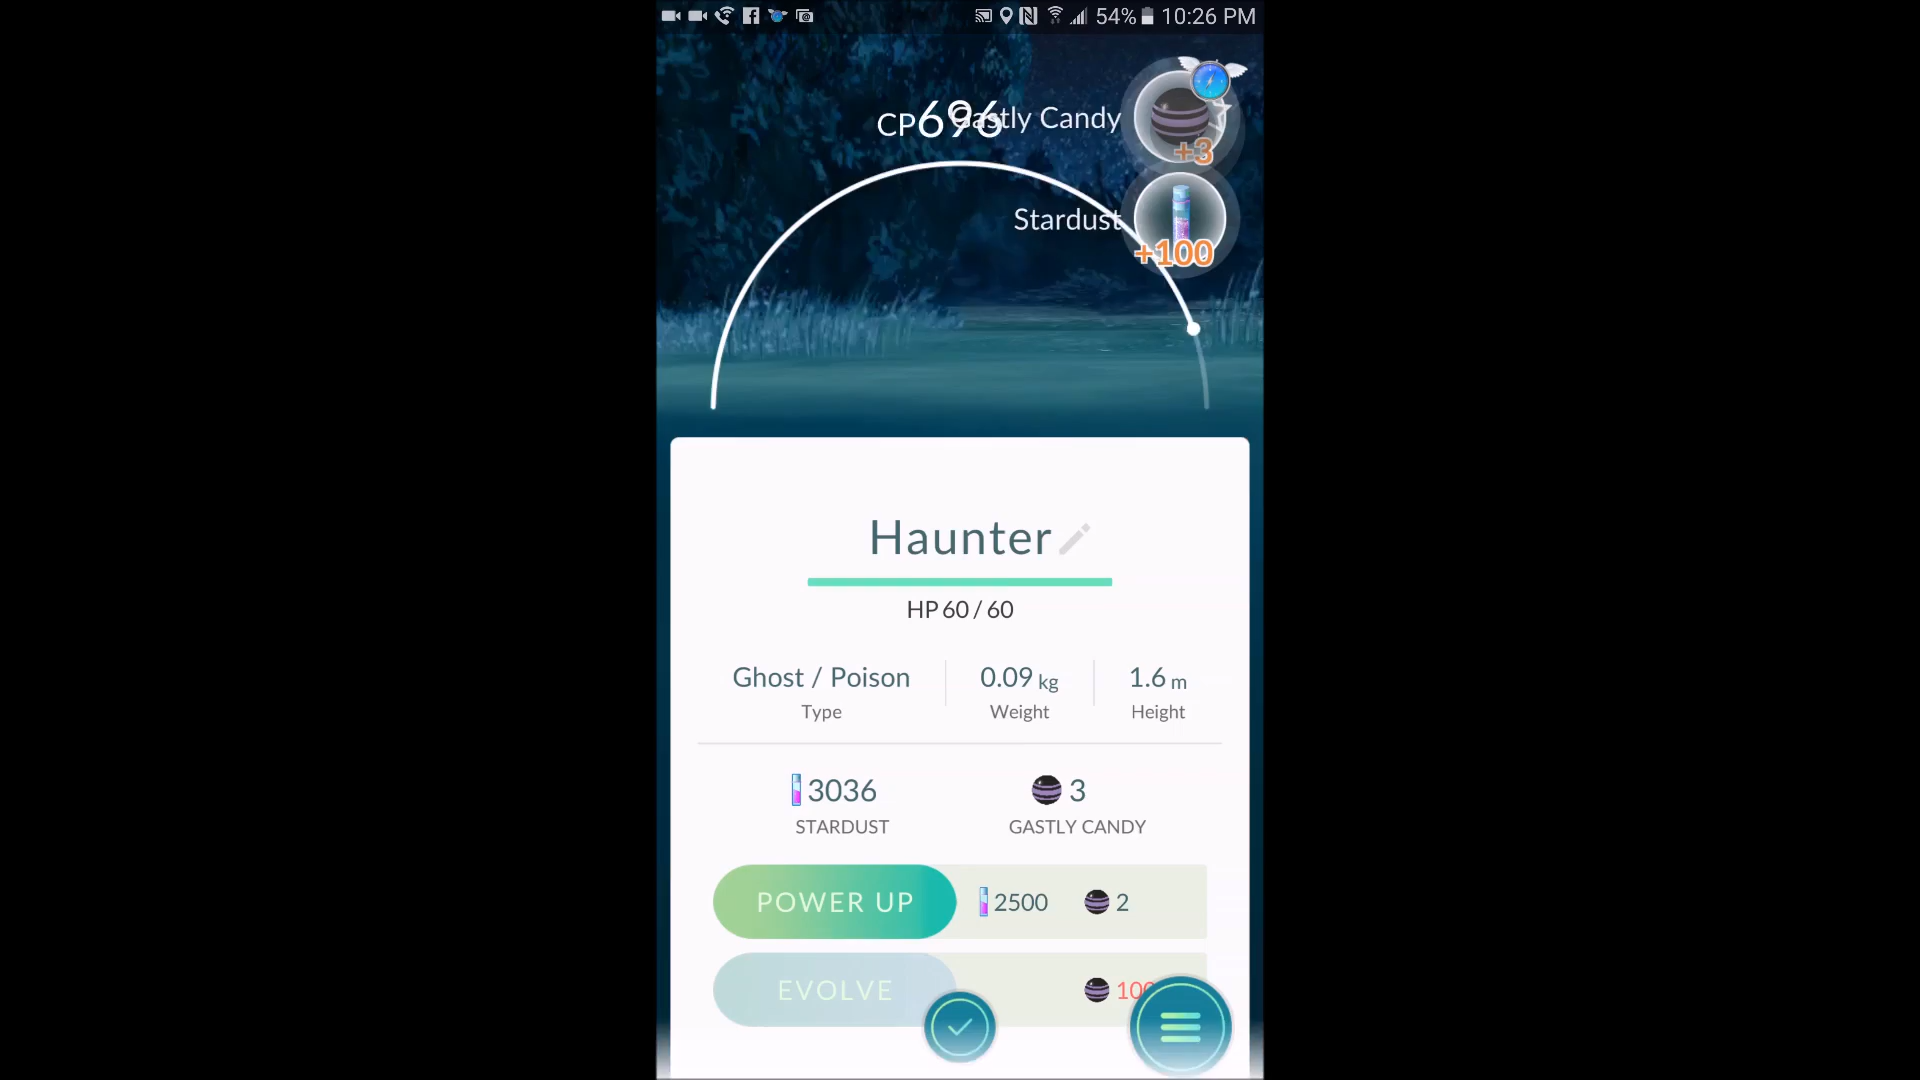 54% 10:26 PM
CP696
Gastly Candy
+3
Stardust
+100
Haunter
HP 60 / 60
Ghost / Poison 0.09 kg 1.6 m
Type Weight Height
3036 3
STARDUST GASTLY CANDY
POWER UP 2500 2
EVOLVE 100